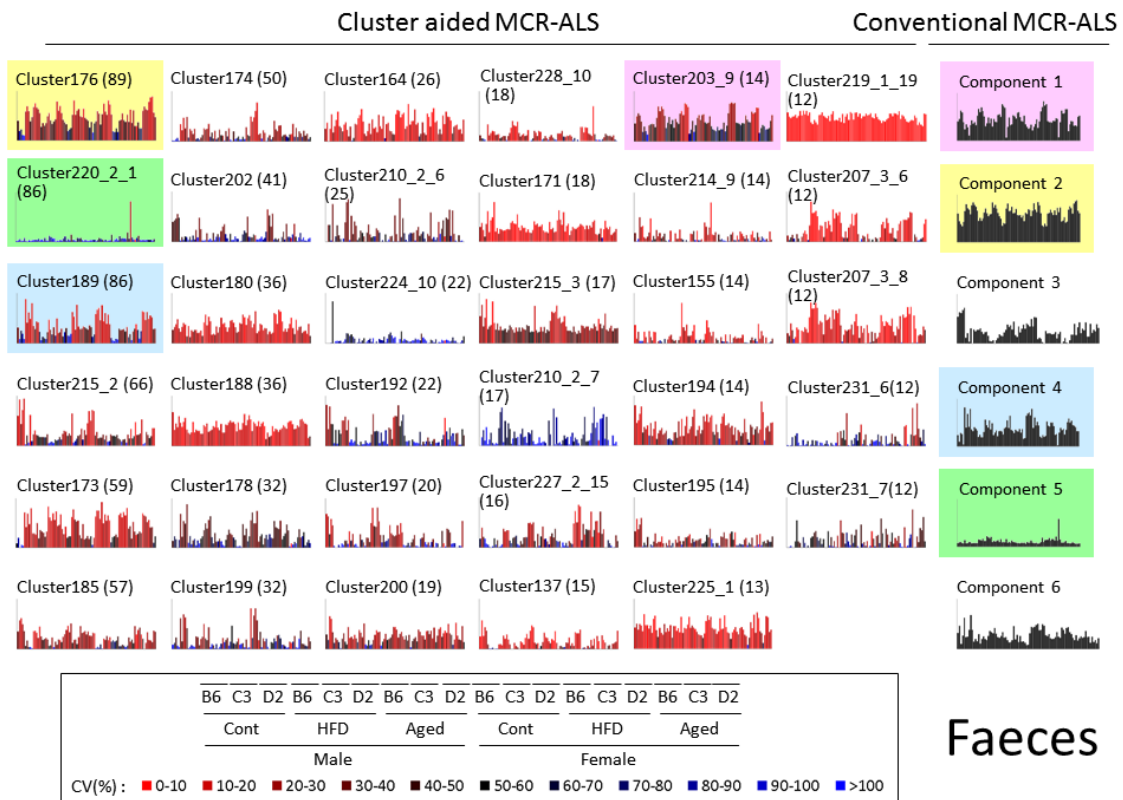 Cluster aided MCR-ALS Conventional MCR-ALS
Cluster176 (89) Cluster174 (50) Cluster164 (26) Cluster228_10 (18) Cluster203_9 (14) Cluster219_1_19 (12) Component 1
Cluster220_2_1 (86) Cluster202 (41) Cluster210_2_6 (25) Cluster171 (18) Cluster214_9 (14) Cluster207_3_6 (12) Component 2
Cluster189 (86) Cluster180 (36) Cluster224_10 (22) Cluster215_3 (17) Cluster155 (14) Cluster207_3_8 (12) Component 3
Cluster215_2 (66) Cluster188 (36) Cluster192 (22) Cluster210_2_7 (17) Cluster194 (14) Cluster231_6(12) Component 4
Cluster173 (59) Cluster178 (32) Cluster197 (20) Cluster227_2_15 (16) Cluster195 (14) Cluster231_7(12) Component 5
Cluster185 (57) Cluster199 (32) Cluster200 (19) Cluster137 (15) Cluster225_1 (13) Component 6
B6 C3 D2 B6 C3 D2 B6 C3 D2 B6 C3 D2 B6 C3 D2 B6 C3 D2
Cont HFD Aged Cont HFD Aged
Male Female
CV(%) : 0-10 10-20 20-30 30-40 40-50 50-60 60-70 70-80 80-90 90-100 >100
Faeces